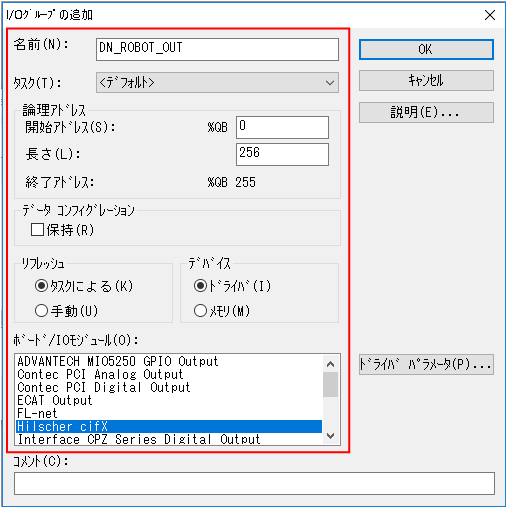 I/Oｸﾞﾙｰﾌﾟの追加
名前(N):
DN_ROBOT_OUT
OK
ﾀｽｸ(T):
<ﾃﾞﾌｫﾙﾄ>
ｷｬﾝｾﾙ
説明(E)...
論理ｱﾄﾞﾚｽ
開始ｱﾄﾞﾚｽ(S):
%QB
0
長さ(L):
256
終了ｱﾄﾞﾚｽ:
%QB 255
ﾃﾞｰﾀ ｺﾝﾌｨｸﾞﾚｰｼｮﾝ
保持(R)
ﾘﾌﾚｯｼｭ
ﾀｽｸによる(K)
手動(U)
ﾃﾞﾊﾞｲｽ
ﾄﾞﾗｲﾊﾞ(I)
ﾒﾓﾘ(M)
ﾎﾞｰﾄﾞ/IOﾓｼﾞｭｰﾙ(O):
ADVANTECH MIO5250 GPIO Output
Contec PCI Analog Output
Contec PCI Digital Output
ECAT Output
FL-net
Hilscher cifX
Interface CPZ Series Digital Output
ﾄﾞﾗｲﾊﾞ ﾊﾟﾗﾒｰﾀ(P)...
ｺﾒﾝﾄ(C):